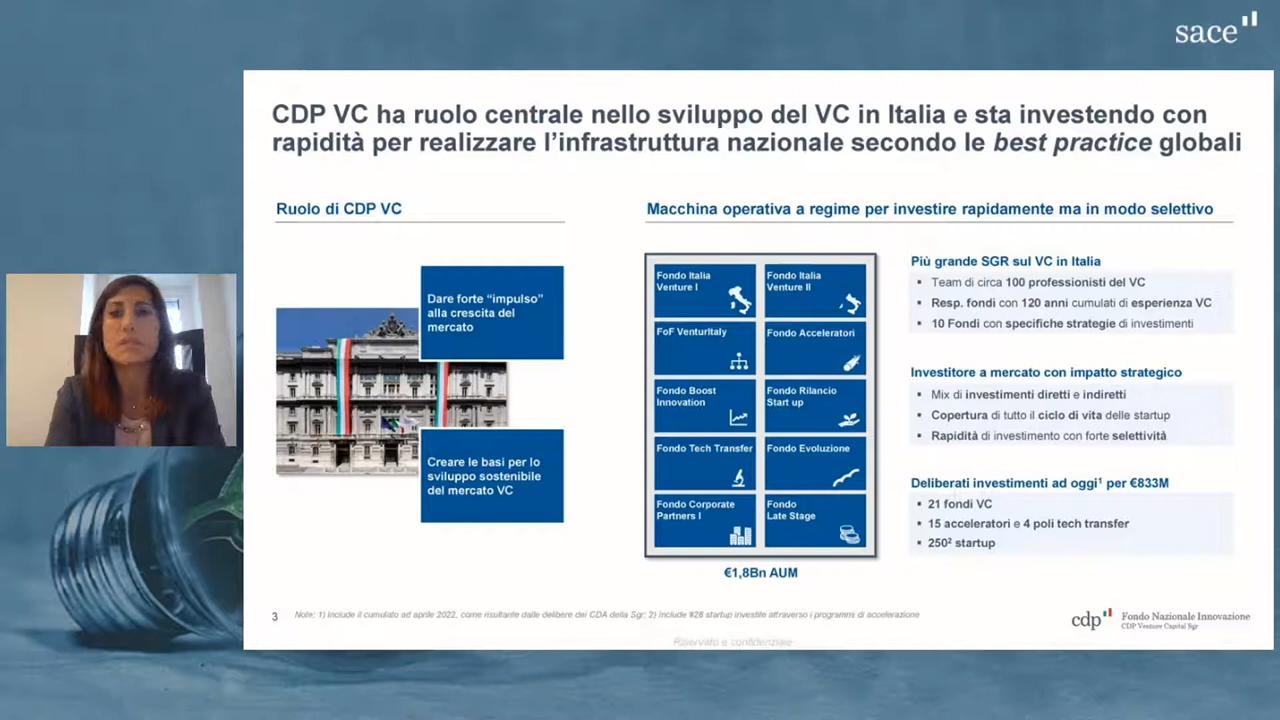 sace
CDP VC ha ruolo centrale nello sviluppo del VC in Italia e sta investendo con
rapidità per realizzare l'infrastruttura nazionale secondo le best practice globali
Ruolo di CDP VC
Dare forte “impulso”
alla crescita del
mercato
Creare le basi per lo
sviluppo sostenibile
del mercato VC
Macchina operativa a regime per investire rapidamente ma in modo selettivo
Fondo Italia
Venture I
Fondo Italia
Venture II
FoF VenturItaly
Fondo Acceleratori
Fondo Boost
Innovation
Fondo Rilancio
Start up
Fondo Tech Transfer
Fondo Evoluzione
Fondo Corporate
Partners I
Fondo
Late Stage
€1,8Bn AUM
Più grande SGR sul VC in Italia
▪ Team di circa 100 professionisti del VC
▪ Resp. fondi con 120 anni cumulati di esperienza VC
▪ 10 Fondi con specifiche strategie di investimenti
Investitore a mercato con impatto strategico
▪ Mix di investimenti diretti e indiretti
▪ Copertura di tutto il ciclo di vita delle startup
▪ Rapidità di investimento con forte selettività
Deliberati investimenti ad oggi¹ per €833M
▪ 21 fondi VC
▪ 15 acceleratori e 4 poli tech transfer
▪ 250² startup
3
Note: 1) Include il cumulato ad aprile 2022, come risultante dalle delibere dei CDA della Sgr; 2) Include #28 startup investite attraverso i programmi di accelerazione
cdp
Fondo Nazionale Innovazione
CDP Venture Capital Sgr
Riservato e confidenziale